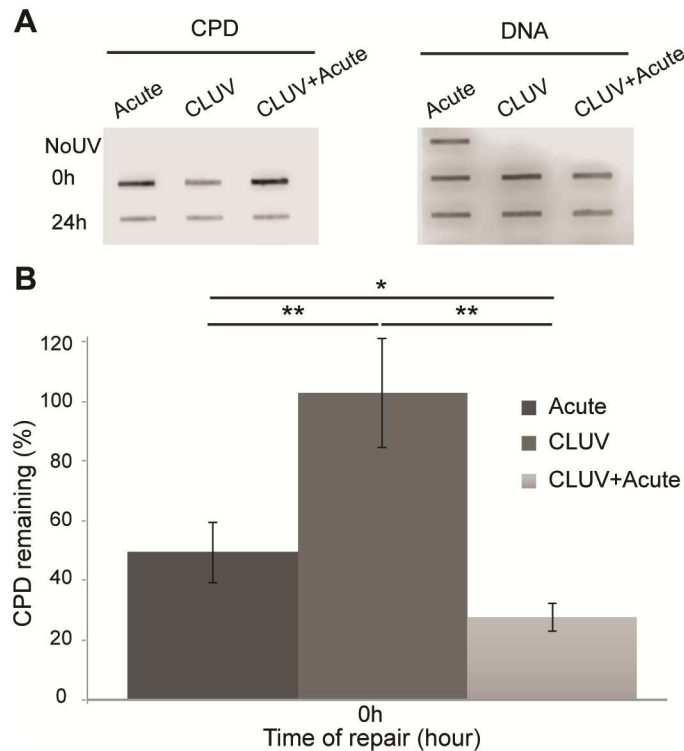 A
CPD
DNA
Acute CLUV CLUV+Acute
Acute CLUV CLUV+Acute
NoUV
0h
24h
B
*
** **
120
100
80
60
40
20
0
CPD remaining (%)
Acute
CLUV
CLUV+Acute
0h
Time of repair (hour)